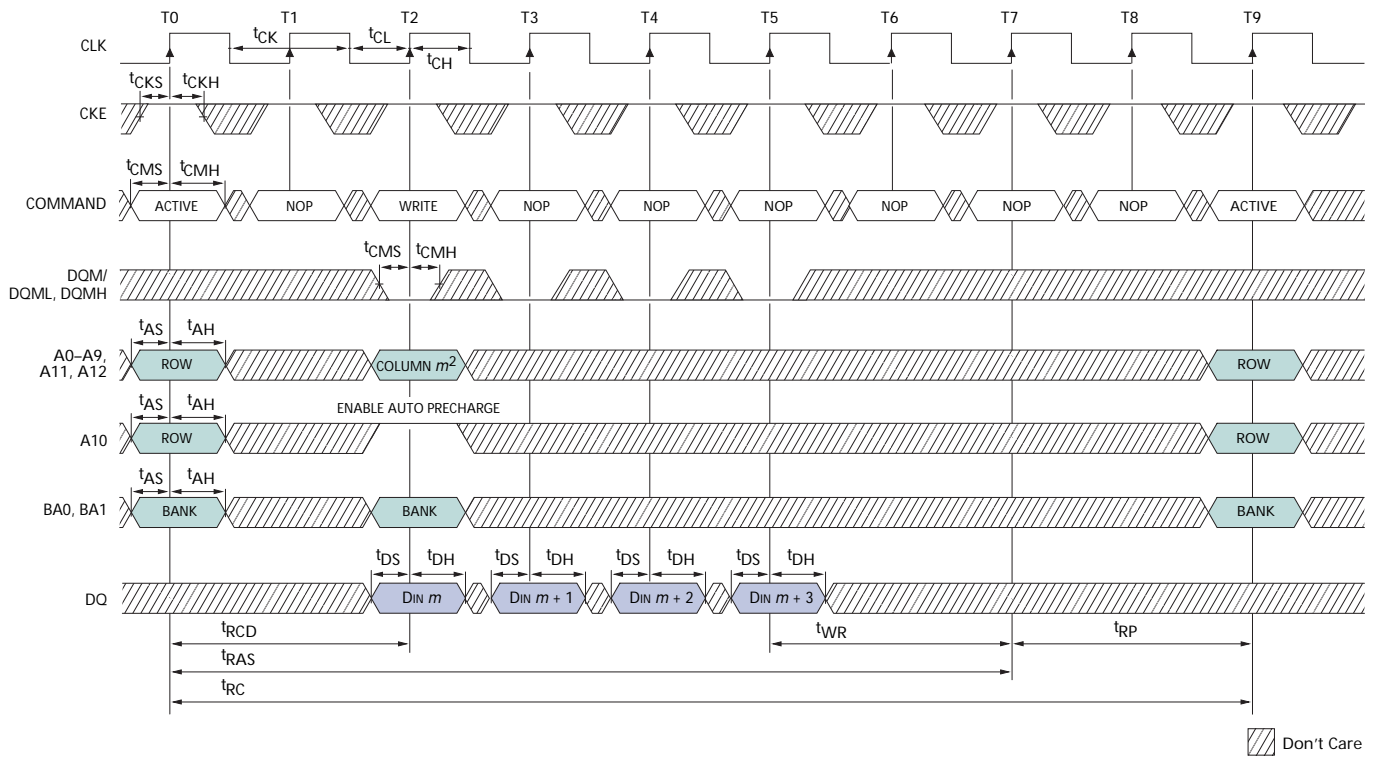 T0 T1 T2 T3 T4 T5 T6 T7 T8 T9
CLK tCK tCL tCH
tCKS tCKH
CKE
tCMS tCMH
COMMAND ACTIVE NOP WRITE NOP NOP NOP NOP NOP NOP ACTIVE
tCMS tCMH
DQM/
DQML, DQMH
tAS tAH
A0–A9,
A11, A12 ROW COLUMN m2 ROW
tAS tAH ENABLE AUTO PRECHARGE
A10 ROW ROW
tAS tAH
BA0, BA1 BANK BANK BANK
tDS tDH tDS tDH tDS tDH tDS tDH
DQ DIN m DIN m + 1 DIN m + 2 DIN m + 3
tRCD tWR tRP
tRAS
tRC
Don't Care